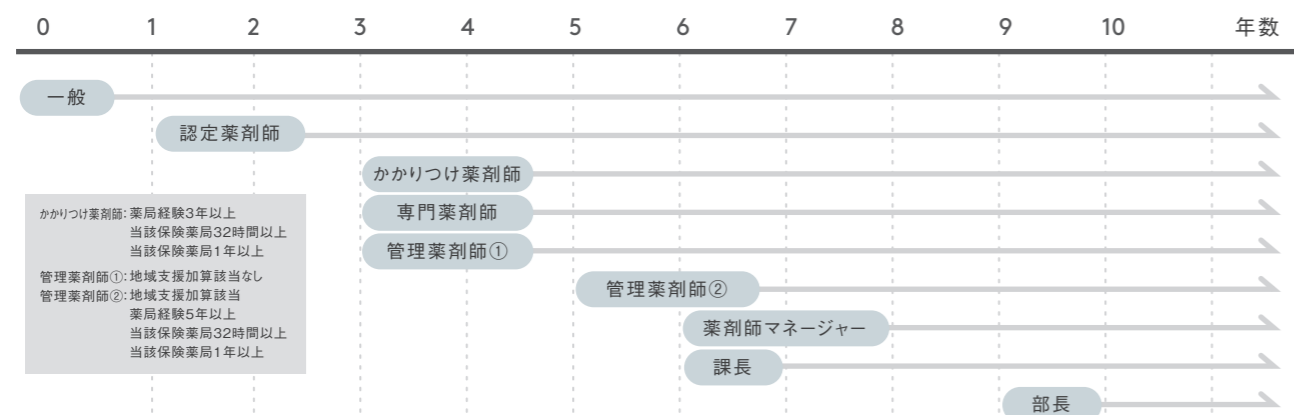 0 1 2 3 4 5 6 7 8 9 10 年数
一般
認定薬剤師
かかりつけ薬剤師
専門薬剤師
管理薬剤師①
管理薬剤師②
薬剤師マネージャー
課長
部長
かかりつけ薬剤師：薬局経験3年以上
当該保険薬局32時間以上
当該保険薬局1年以上
管理薬剤師①：地域支援加算該当なし
管理薬剤師②：地域支援加算該当
薬局経験5年以上
当該保険薬局32時間以上
当該保険薬局1年以上